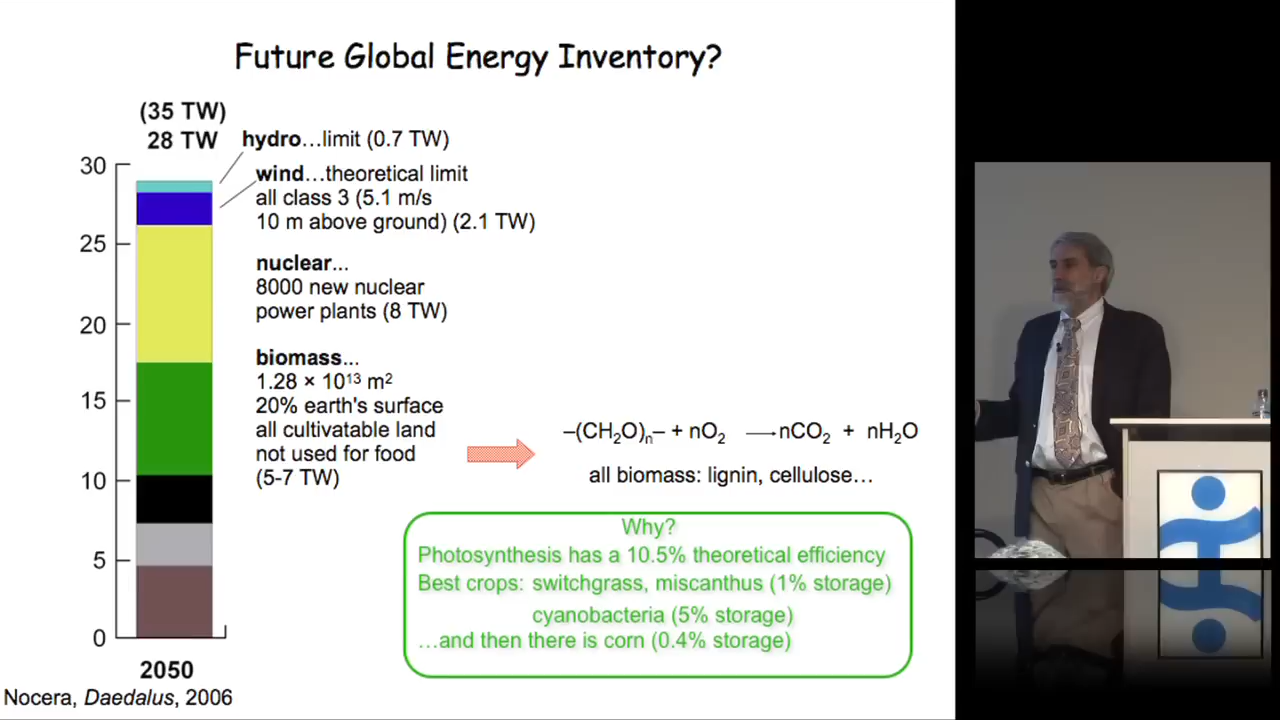 Future Global Energy Inventory?
(35 TW)
28 TW
hydro…limit (0.7 TW)
wind…theoretical limit
all class 3 (5.1 m/s
10 m above ground) (2.1 TW)
nuclear...
8000 new nuclear
power plants (8 TW)
biomass...
1.28 × 10¹³ m²
20% earth's surface
all cultivatable land
not used for food
(5-7 TW)
30
25
20
15
10
5
0
2050
Nocera, Daedalus, 2006
–(CH₂O)ₙ– + nO₂ ⟶nCO₂ + nH₂O
all biomass: lignin, cellulose…
Why?
Photosynthesis has a 10.5% theoretical efficiency
Best crops: switchgrass, miscanthus (1% storage)
cyanobacteria (5% storage)
…and then there is corn (0.4% storage)